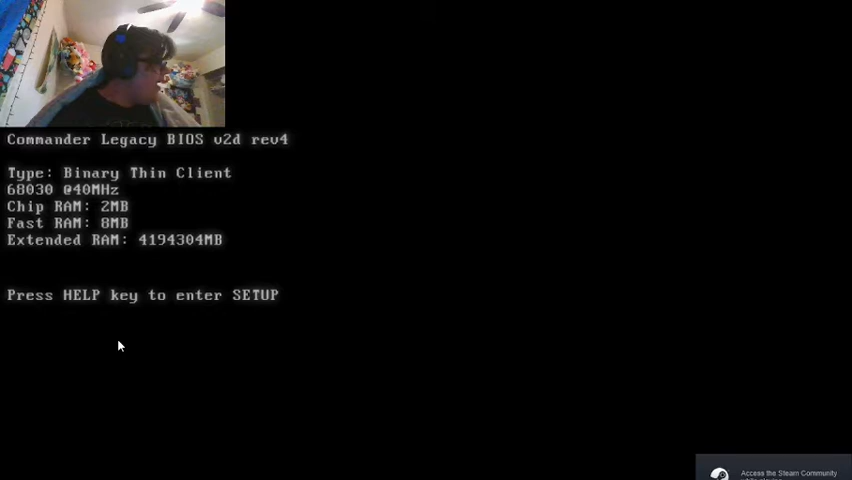 Commander Legacy BIOS v2d rev4
Type: Binary Thin Client
68030 @40MHz
Chip RAM: 2MB
Fast RAM: 8MB
Extended RAM: 4194304MB
Press HELP key to enter SETUP
Access the Steam Community